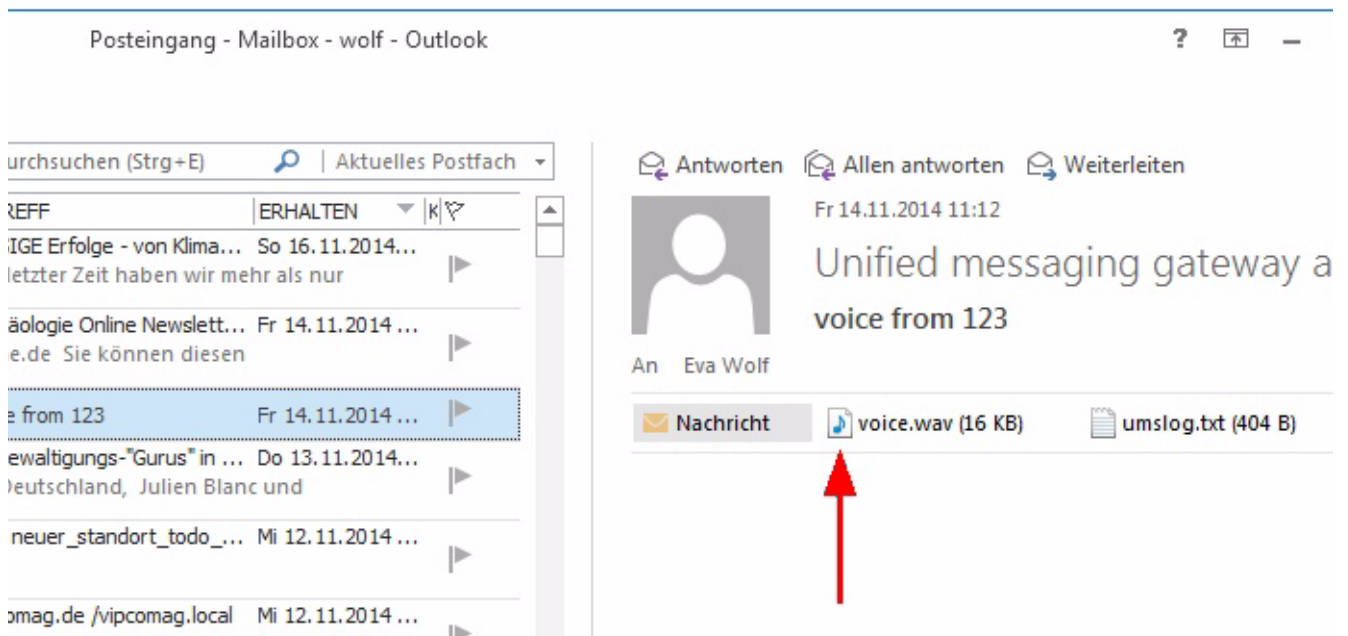 Posteingang - Mailbox - wolf - Outlook
?
urchsuchen (Strg+E) | Aktuelles Postfach
REFF ERHALTEN K
SIGE Erfolge - von Klima... So 16.11.2014...
letzter Zeit haben wir mehr als nur
äologie Online Newslett... Fr 14.11.2014 ...
e.de Sie können diesen
e from 123 Fr 14.11.2014 ...
ewaltigungs-"Gurus" in ... Do 13.11.2014...
Deutschland, Julien Blanc und
neuer_standort_todo_... Mi 12.11.2014 ...
omag.de /vipcomag.local Mi 12.11.2014 ...
Antworten Allen antworten Weiterleiten
Fr 14.11.2014 11:12
Unified messaging gateway a
voice from 123
An Eva Wolf
Nachricht voice.wav (16 KB) umslog.txt (404 B)